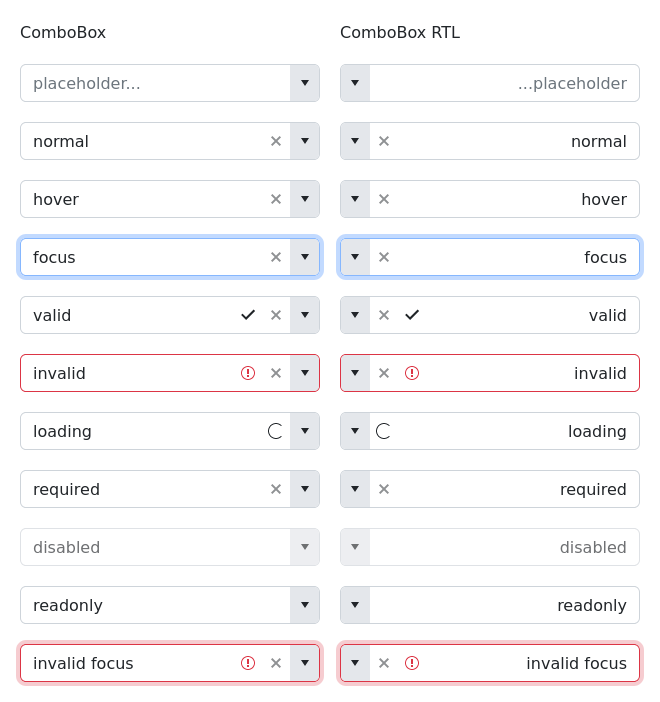 ComboBox ComboBox RTL
placeholder... ...placeholder
normal normal
hover hover
focus focus
valid valid
invalid invalid
loading loading
required required
disabled disabled
readonly readonly
invalid focus invalid focus